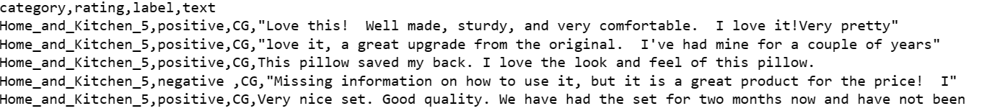 category,rating,label,text
Home_and_Kitchen_5,positive,CG,"Love this!  Well made, sturdy, and very comfortable.  I love it!Very pretty"
Home_and_Kitchen_5,positive,CG,"love it, a great upgrade from the original.  I've had mine for a couple of years"
Home_and_Kitchen_5,positive,CG,This pillow saved my back. I love the look and feel of this pillow.
Home_and_Kitchen_5,negative ,CG,"Missing information on how to use it, but it is a great product for the price!  I"
Home_and_Kitchen_5,positive,CG,Very nice set. Good quality. We have had the set for two months now and have not been